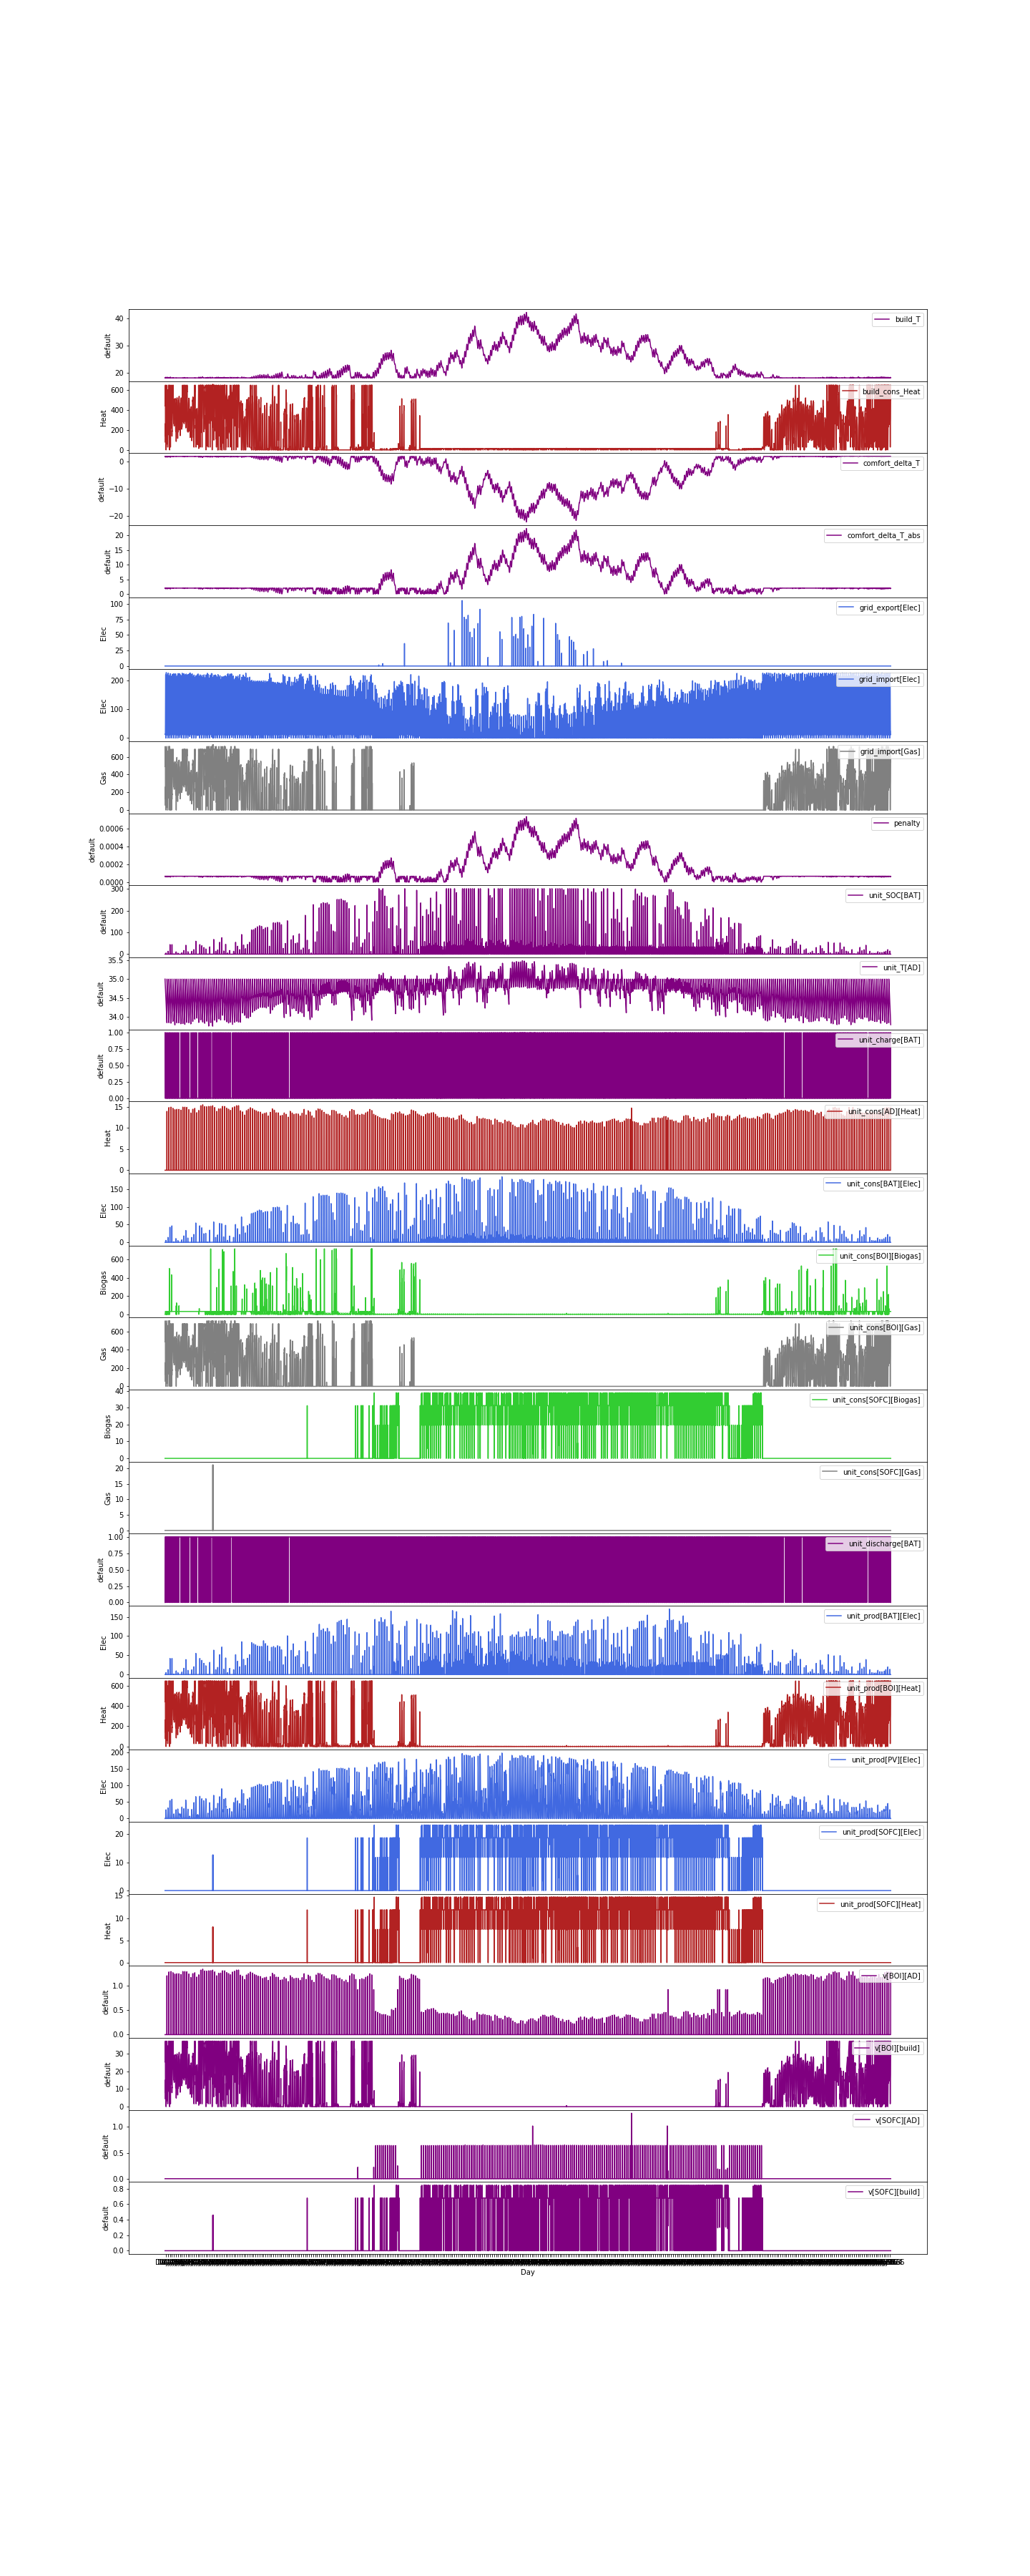 build_T
default
40
30
20
build_cons_Heat
Heat
600
400
200
0
comfort_delta_T
default
0
−10
−20
comfort_delta_T_abs
default
20
15
10
5
0
grid_export[Elec]
Elec
100
75
50
25
0
grid_import[Elec]
Elec
200
100
0
grid_import[Gas]
Gas
600
400
200
0
penalty
default
0.0006
0.0004
0.0002
0.0000
unit_SOC[BAT]
default
300
200
100
0
unit_T[AD]
default
35.5
35.0
34.5
34.0
unit_charge[BAT]
default
1.00
0.75
0.50
0.25
0.00
unit_cons[AD][Heat]
Heat
15
10
5
0
unit_cons[BAT][Elec]
Elec
150
100
50
0
unit_cons[BOI][Biogas]
Biogas
600
400
200
0
unit_cons[BOI][Gas]
Gas
600
400
200
0
unit_cons[SOFC][Biogas]
Biogas
40
30
20
10
0
unit_cons[SOFC][Gas]
Gas
20
15
10
5
0
unit_discharge[BAT]
default
1.00
0.75
0.50
0.25
0.00
unit_prod[BAT][Elec]
Elec
150
100
50
0
unit_prod[BOI][Heat]
Heat
600
400
200
0
unit_prod[PV][Elec]
Elec
200
150
100
50
0
unit_prod[SOFC][Elec]
Elec
20
10
0
unit_prod[SOFC][Heat]
Heat
15
10
5
0
v[BOI][AD]
default
1.0
0.5
0.0
v[BOI][build]
default
30
20
10
0
v[SOFC][AD]
default
1.0
0.5
0.0
v[SOFC][build]
default
0.8
0.6
0.4
0.2
0.0
Day